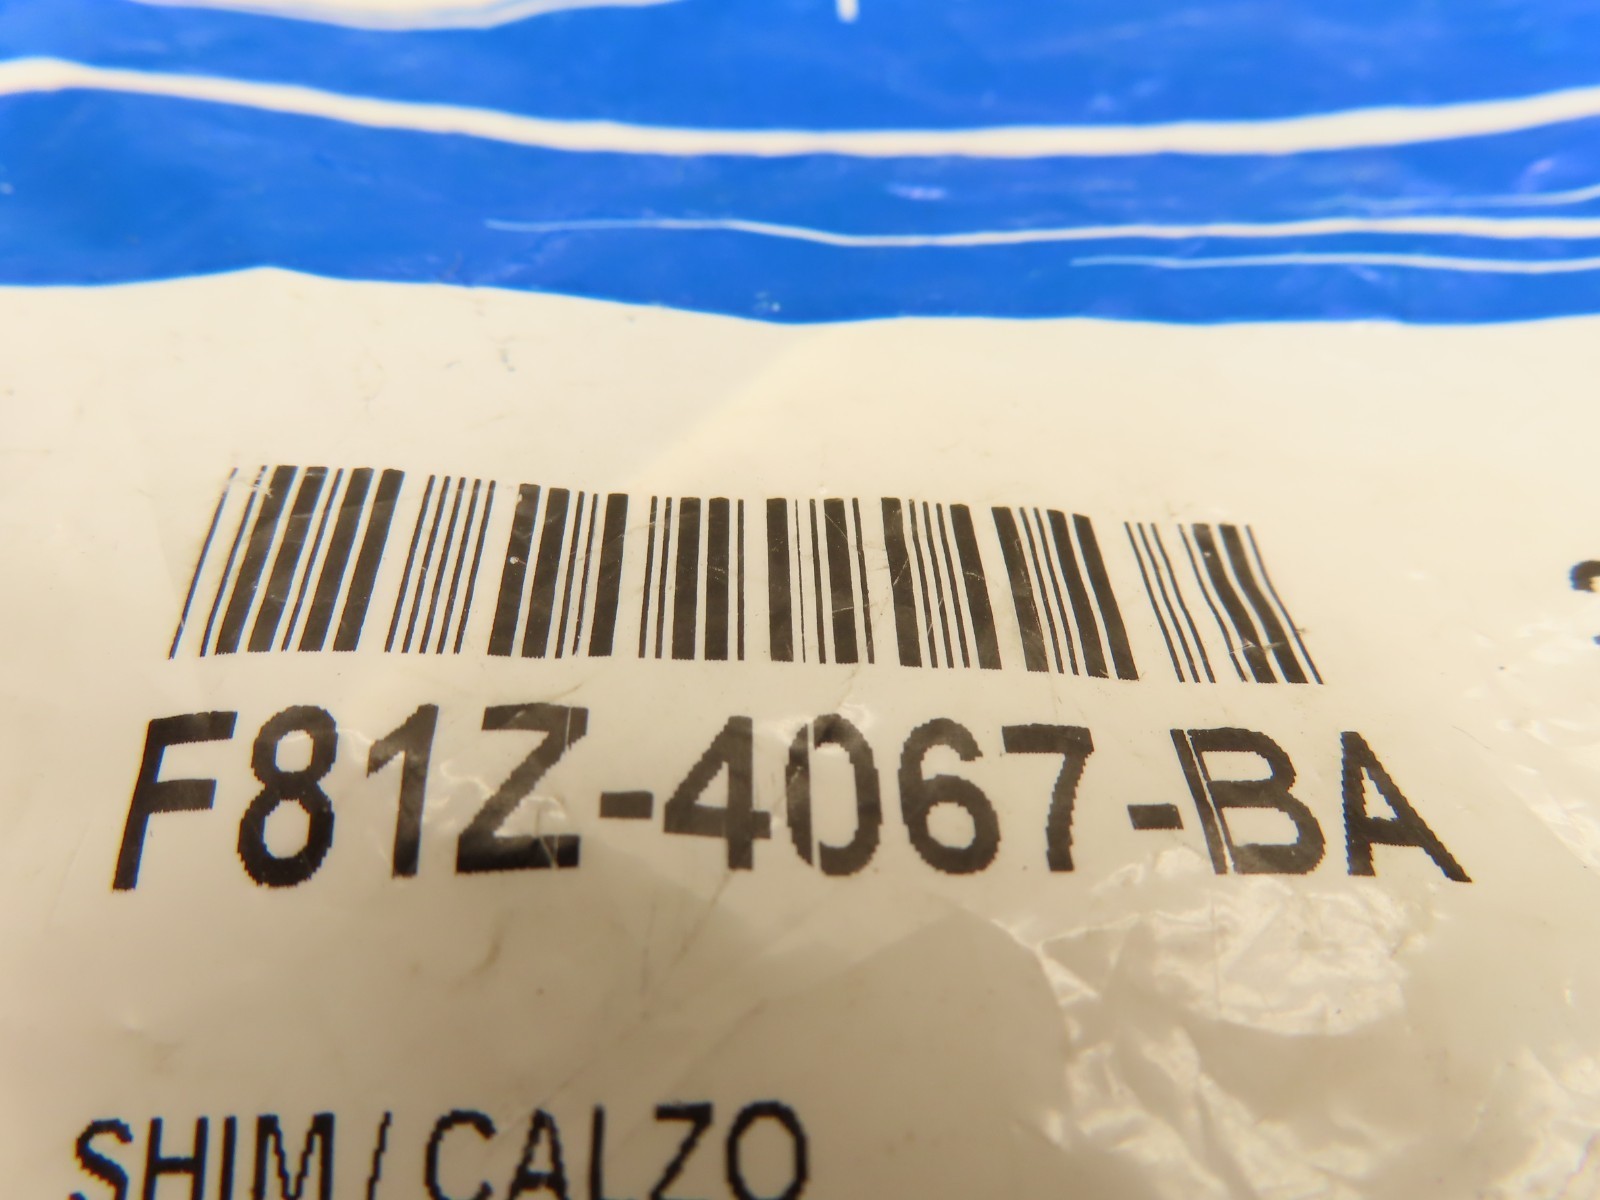 F81Z-4067-BA
SHIM / CALZO